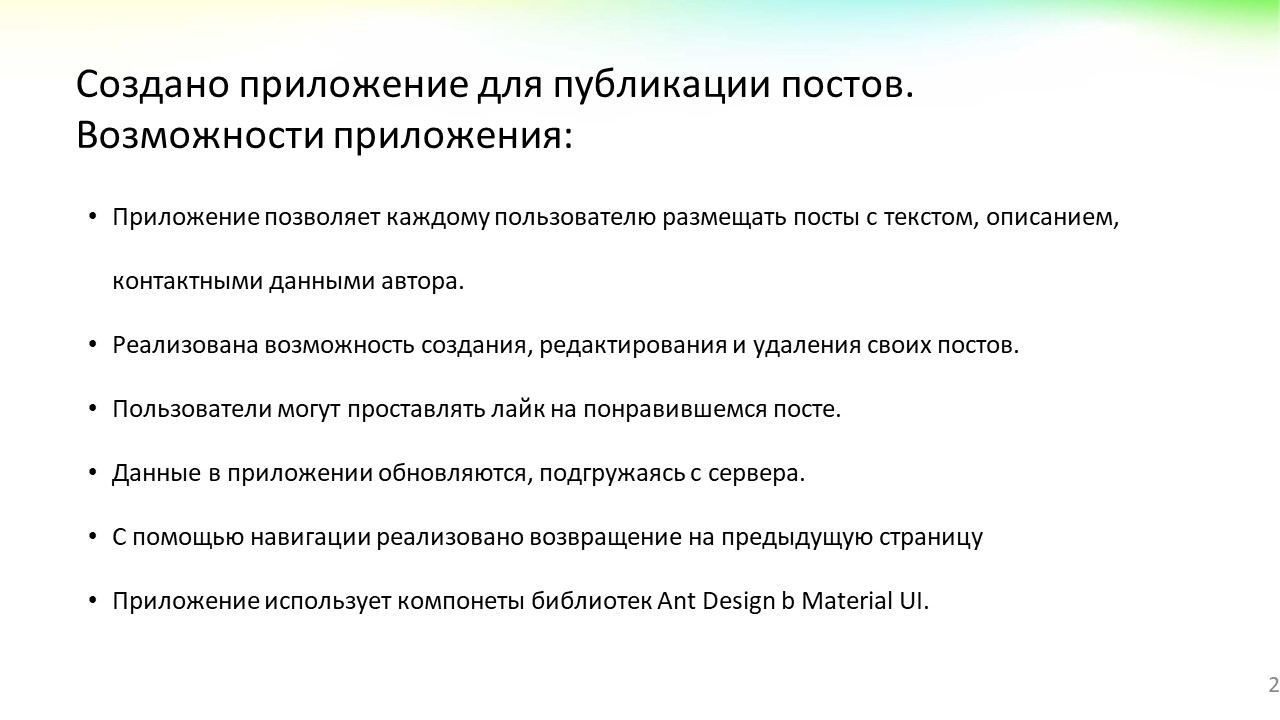 Создано приложение для публикации постов.
Возможности приложения:
• Приложение позволяет каждому пользователю размещать посты с текстом, описанием,
контактными данными автора.
• Реализована возможность создания, редактирования и удаления своих постов.
• Пользователи могут проставлять лайк на понравившемся посте.
• Данные в приложении обновляются, подгружаясь с сервера.
• С помощью навигации реализовано возвращение на предыдущую страницу
• Приложение использует компонеты библиотек Ant Design b Material UI.
2